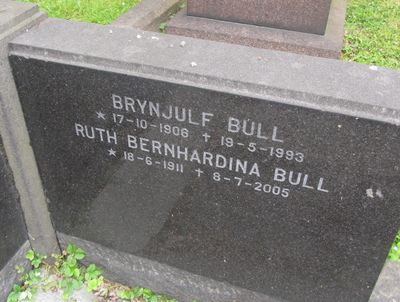 BRYNJULF BULL
* 17-10-1906 † 19-5-1993
RUTH BERNHARDINA BULL
* 18-6-1911 † 8-7-2005